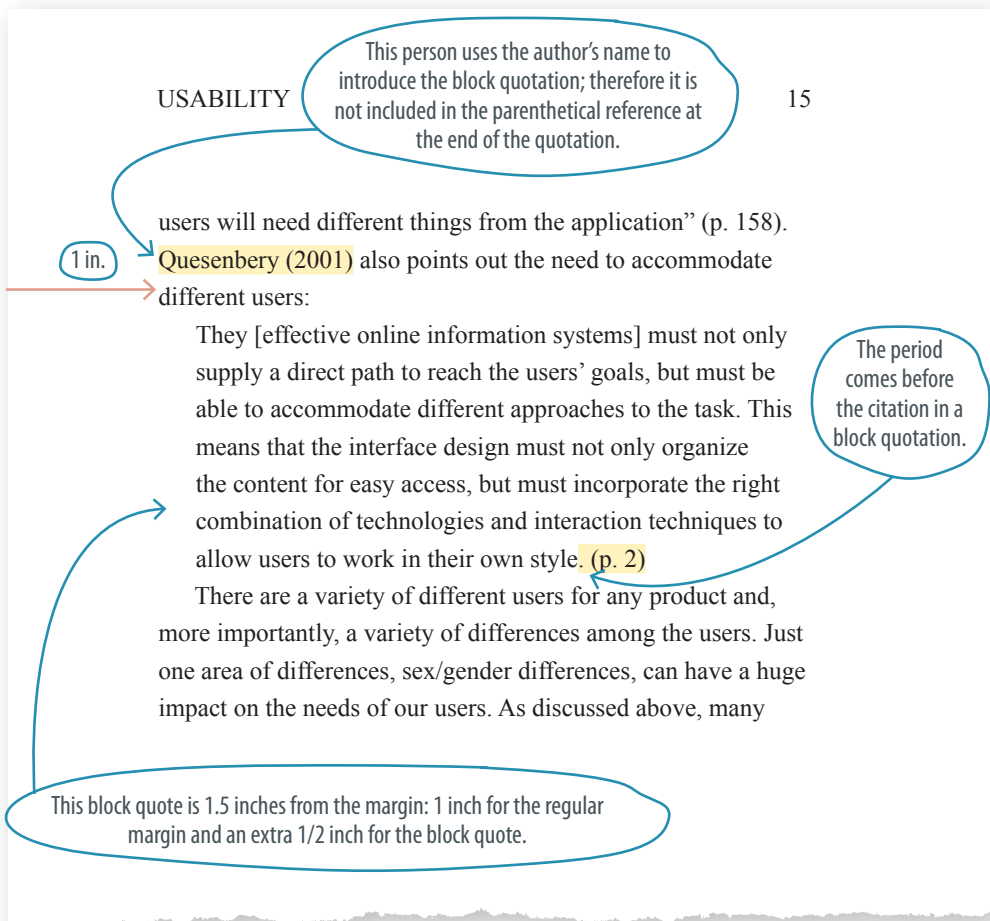 This person uses the author’s name to
introduce the block quotation; therefore it is
not included in the parenthetical reference at
the end of the quotation.
USABILITY
15
users will need different things from the application” (p. 158).
1 in.
Quesenbery (2001) also points out the need to accommodate
different users:
They [effective online information systems] must not only
supply a direct path to reach the users’ goals, but must be
able to accommodate different approaches to the task. This
means that the interface design must not only organize
the content for easy access, but must incorporate the right
combination of technologies and interaction techniques to
allow users to work in their own style. (p. 2)
The period
comes before
the citation in a
block quotation.
There are a variety of different users for any product and,
more importantly, a variety of differences among the users. Just
one area of differences, sex/gender differences, can have a huge
impact on the needs of our users. As discussed above, many
This block quote is 1.5 inches from the margin: 1 inch for the regular
margin and an extra 1/2 inch for the block quote.